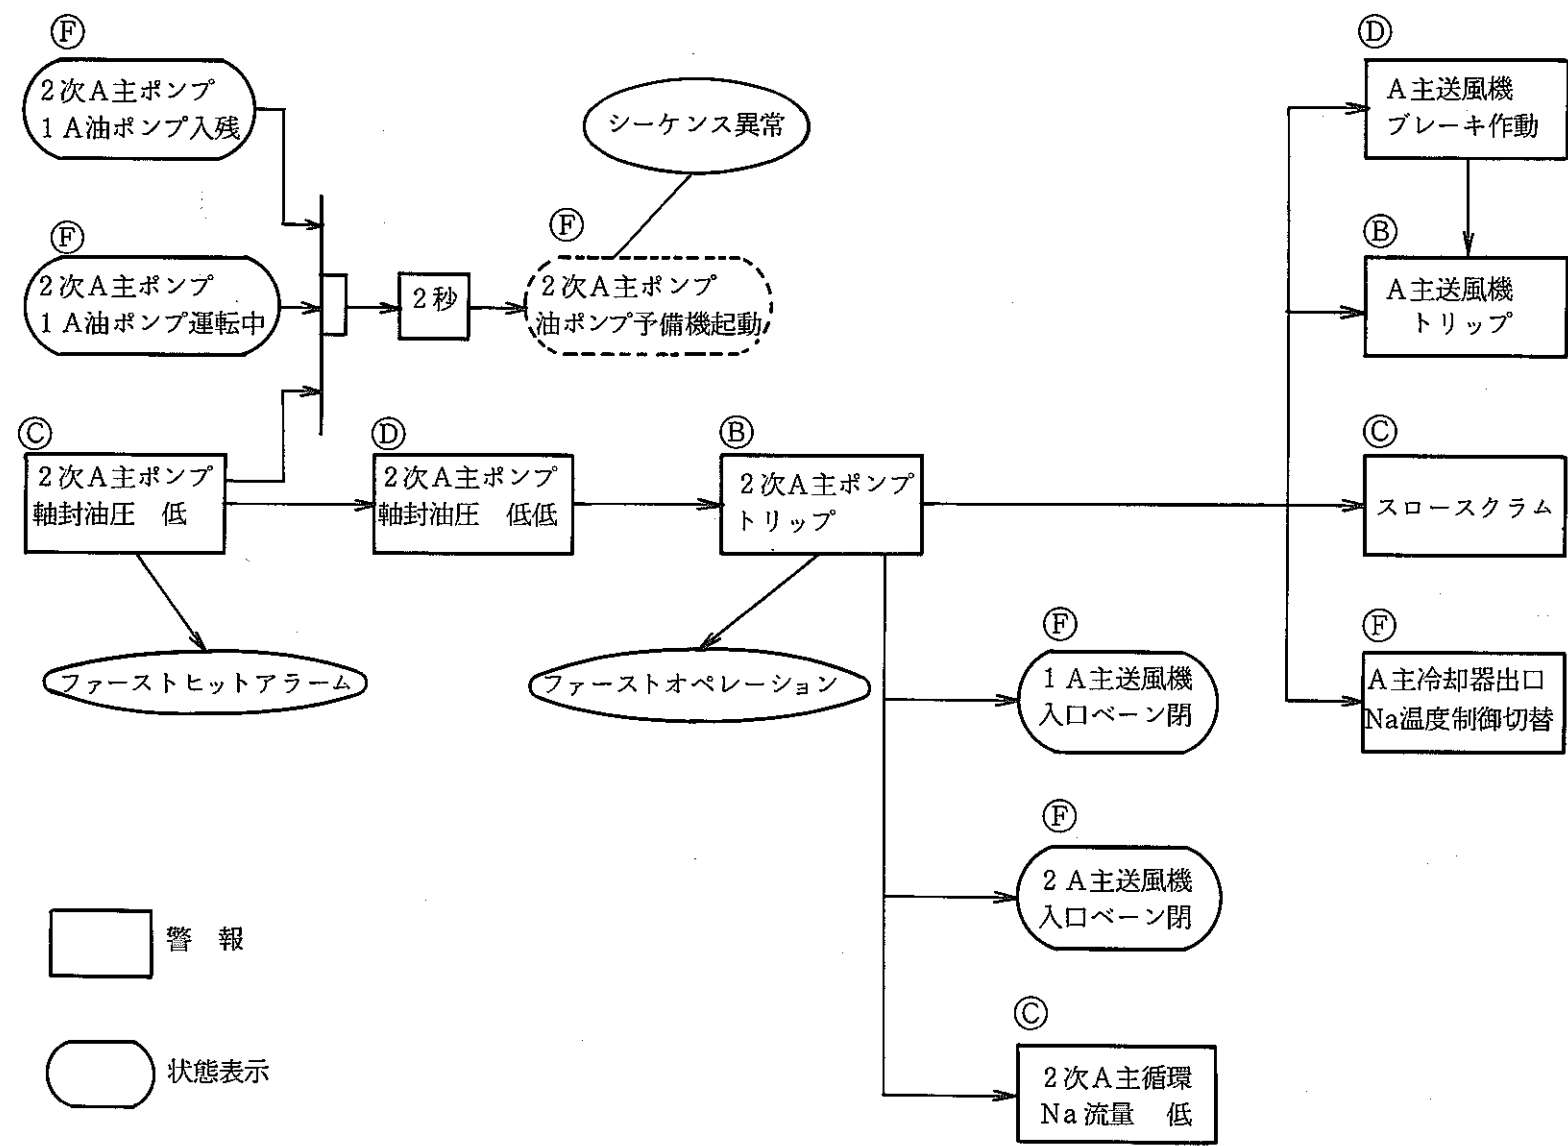 Ⓕ
2次A主ポンプ
1A油ポンプ入残
シーケンス異常
Ⓓ
A主送風機
ブレーキ作動
Ⓕ
2次A主ポンプ
1A油ポンプ運転中
2秒
Ⓕ
2次A主ポンプ
油ポンプ予備機起動
Ⓑ
A主送風機
トリップ
Ⓒ
2次A主ポンプ
軸封油圧 低
Ⓓ
2次A主ポンプ
軸封油圧 低低
Ⓑ
2次A主ポンプ
トリップ
Ⓒ
スロースクラム
ファーストヒットアラーム
ファーストオペレーション
Ⓕ
1A主送風機
入口ベーン閉
Ⓕ
A主冷却器出口
Na温度制御切替
Ⓕ
2A主送風機
入口ベーン閉
警 報
Ⓒ
2次A主循環
Na流量 低
状態表示